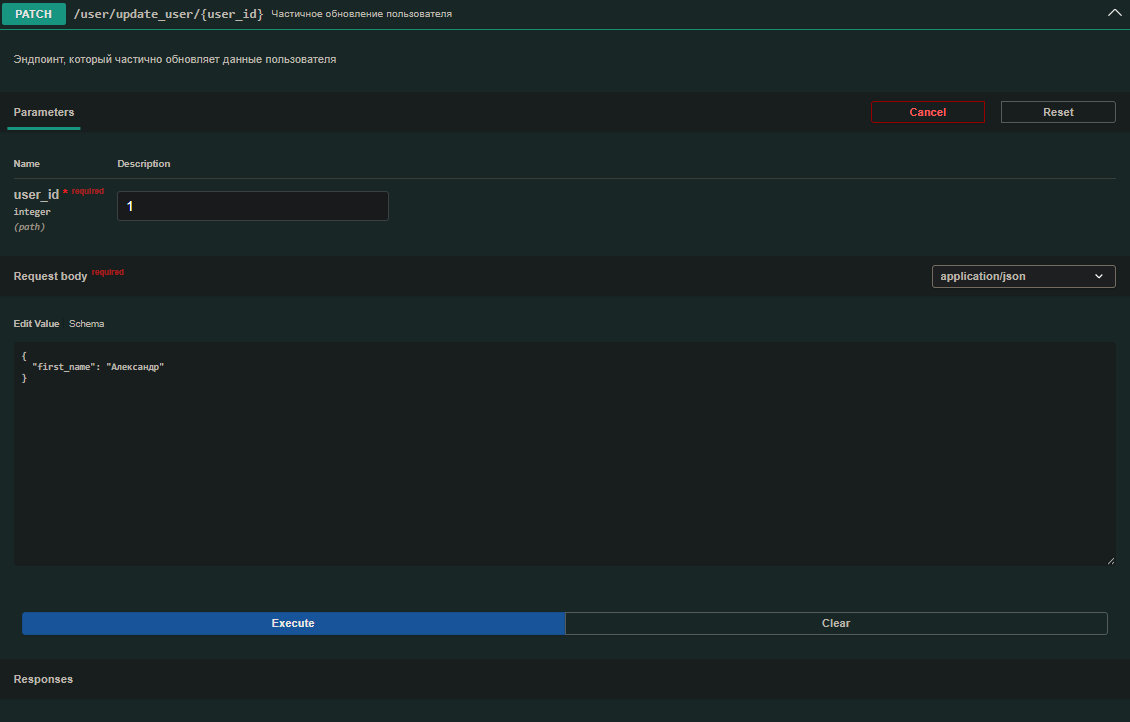 PATCH /user/update_user/{user_id} Частичное обновление пользователя
Эндпоинт, который частично обновляет данные пользователя
Parameters Cancel Reset
Name Description
user_id * required 1
integer
(path)
Request body required application/json
Edit Value Schema
{
"first_name": "Александр"
}
Execute Clear
Responses